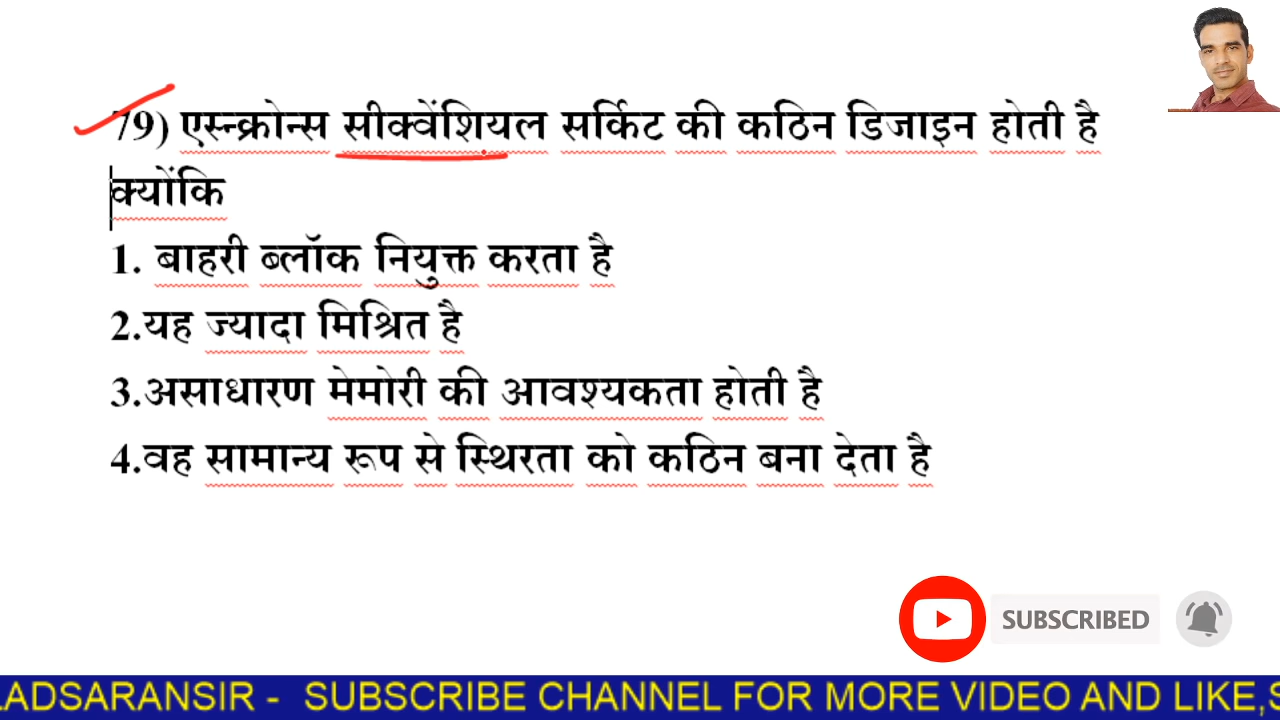 79) एस्न्क्रोन्स सीक्वेंशियल सर्किट की कठिन डिजाइन होती है
क्योंकि
1. बाहरी ब्लॉक नियुक्त करता है
2.यह ज्यादा मिश्रित है
3.असाधारण मेमोरी की आवश्यकता होती है
4.वह सामान्य रूप से स्थिरता को कठिन बना देता है
SUBSCRIBED
LADSARANSIR - SUBSCRIBE CHANNEL FOR MORE VIDEO AND LIKE,S